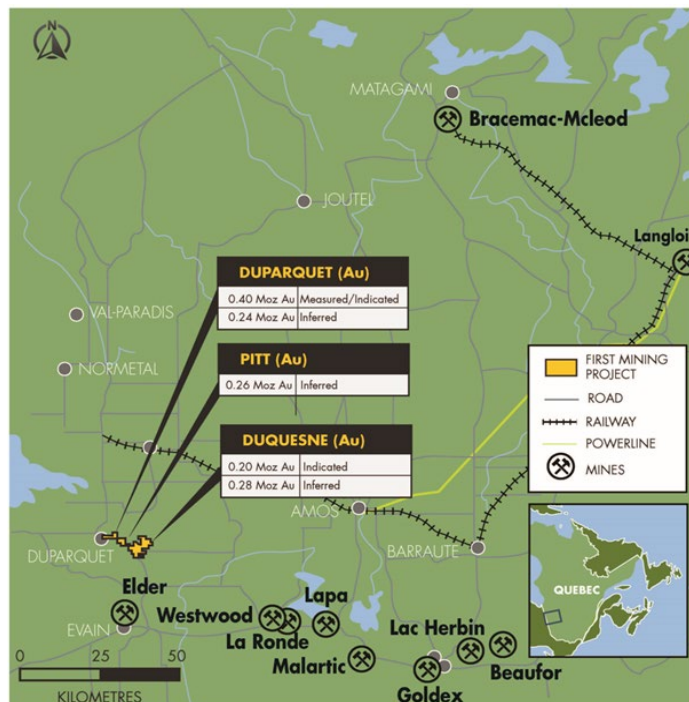 N
MATAGAMI
Bracemac-Mcleod
JOUTEL
Langloi
DUPARQUET (Au)
0.40 Moz Au Measured/Indicated
0.24 Moz Au Inferred
VAL-PARADIS
PITT (Au)
0.26 Moz Au Inferred
NORMETAL
FIRST MINING
PROJECT
ROAD
RAILWAY
POWERLINE
MINES
DUQUESNE (Au)
0.20 Moz Au Indicated
0.28 Moz Au Inferred
AMOS
DUPARQUET
BARRAUTE
QUEBEC
Elder
EVAIN
Westwood
La Ronde
Lapa
Malartic
Lac Herbin
Goldex
Beaufor
0 25 50
KILOMETRES